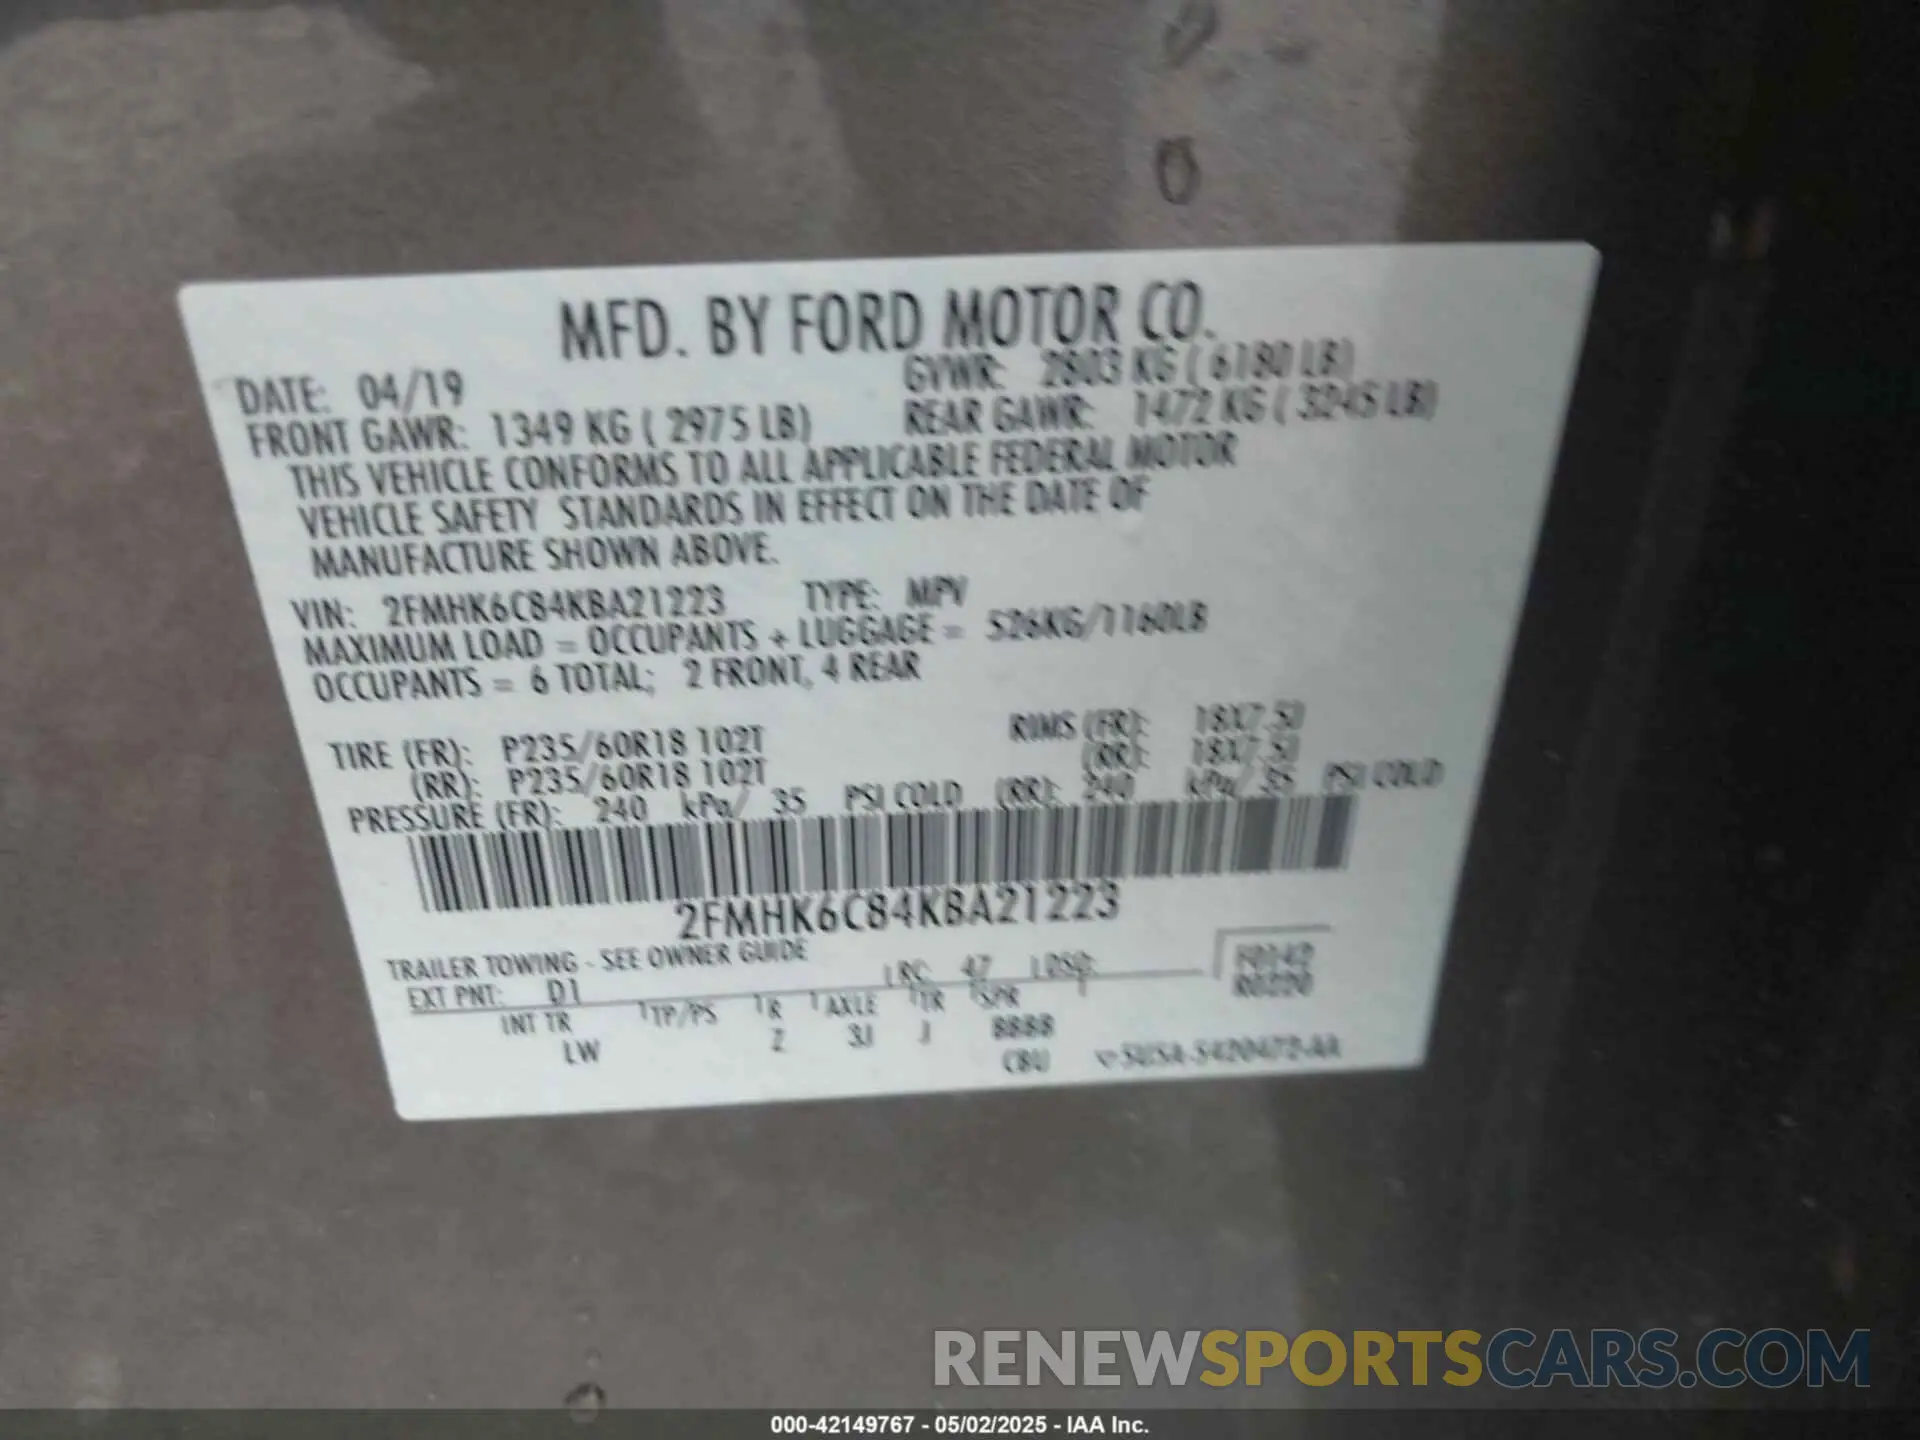 MFD. BY FORD MOTOR CO.
DATE: 04/19 GVWR: 2803 KG ( 6180 LB)
FRONT GAWR: 1349 KG ( 2975 LB) REAR GAWR: 1472 KG ( 3245 LB)
THIS VEHICLE CONFORMS TO ALL APPLICABLE FEDERAL MOTOR
VEHICLE SAFETY STANDARDS IN EFFECT ON THE DATE OF
MANUFACTURE SHOWN ABOVE.
VIN: 2FMHK6C84KBA21223 TYPE: MPV
MAXIMUM LOAD = OCCUPANTS + LUGGAGE = 526KG/1160LB
OCCUPANTS = 6 TOTAL; 2 FRONT, 4 REAR
TIRE (FR): P235/60R18 102T RIMS (FR): 18X7.5J
(RR): P235/60R18 102T (RR): 18X7.5J
PRESSURE (FR): 240 kPa/ 35 PSI COLD (RR): 240 kPa/ 35 PSI COLD
2FMHK6C84KBA21223
TRAILER TOWING - SEE OWNER GUIDE
EXT PNT: D1 RC: 47 DSO: F0142
R0220
INT TR TP/PS R AXLE TR SPR
LW Z 3J J 8888
CBU 5U5A-5420472-AA
RENEWSPORTSCARS.COM
000-42149767 - 05/02/2025 - IAA Inc.